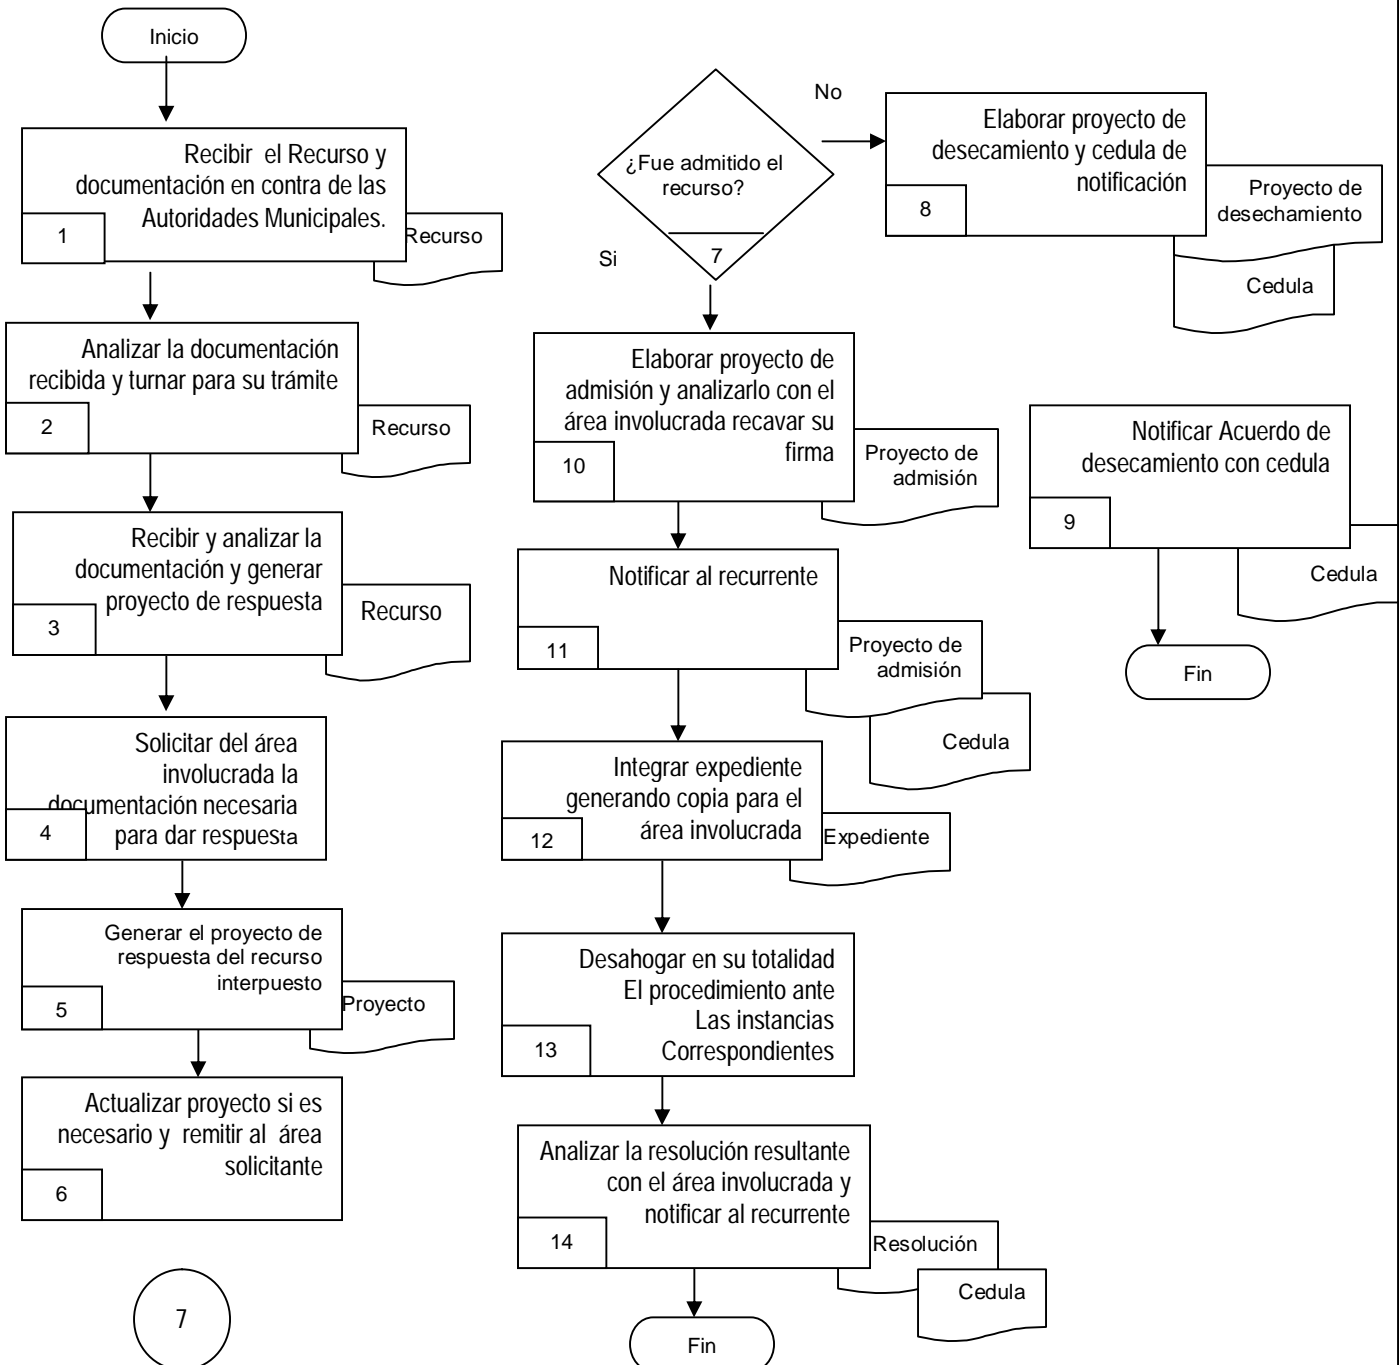 Inicio
Recibir el Recurso y
documentación en contra de las
Autoridades Municipales.
1
Recurso
Analizar la documentación
recibida y turnar para su trámite
2
Recurso
Recibir y analizar la
documentación y generar
proyecto de respuesta
3
Recurso
Solicitar del área
involucrada la
documentación necesaria
para dar respuesta
4
Generar el proyecto de
respuesta del recurso
interpuesto
5
Proyecto
Actualizar proyecto si es
necesario y remitir al área
solicitante
6
7
¿Fue admitido el
recurso?
7
No
Si
Elaborar proyecto de
desecamiento y cedula de
notificación
8
Proyecto de
desechamiento
Cedula
Notificar Acuerdo de
desecamiento con cedula
9
Cedula
Fin
Elaborar proyecto de
admisión y analizarlo con el
área involucrada recavar su
firma
10
Proyecto de
admisión
Notificar al recurrente
11
Proyecto de
admisión
Cedula
Integrar expediente
generando copia para el
área involucrada
12
Expediente
Desahogar en su totalidad
El procedimiento ante
Las instancias
Correspondientes
13
Analizar la resolución resultante
con el área involucrada y
notificar al recurrente
14
Resolución
Cedula
Fin